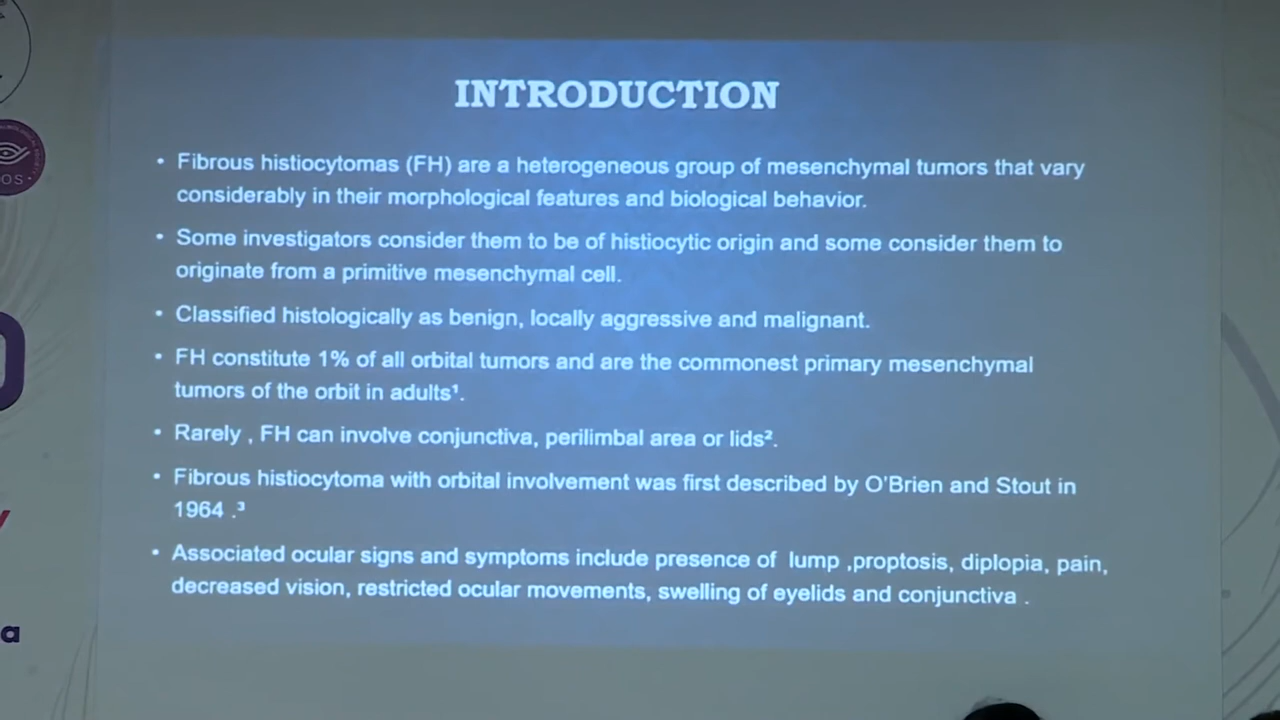 INTRODUCTION
• Fibrous histiocytomas (FH) are a heterogeneous group of mesenchymal tumors that vary
considerably in their morphological features and biological behavior.
• Some investigators consider them to be of histiocytic origin and some consider them to
originate from a primitive mesenchymal cell.
• Classified histologically as benign, locally aggressive and malignant.
• FH constitute 1% of all orbital tumors and are the commonest primary mesenchymal
tumors of the orbit in adults¹.
• Rarely , FH can involve conjunctiva, perilimbal area or lids².
• Fibrous histiocytoma with orbital involvement was first described by O'Brien and Stout in
1964 .³
• Associated ocular signs and symptoms include presence of lump ,proptosis, diplopia, pain,
decreased vision, restricted ocular movements, swelling of eyelids and conjunctiva .
OS
a